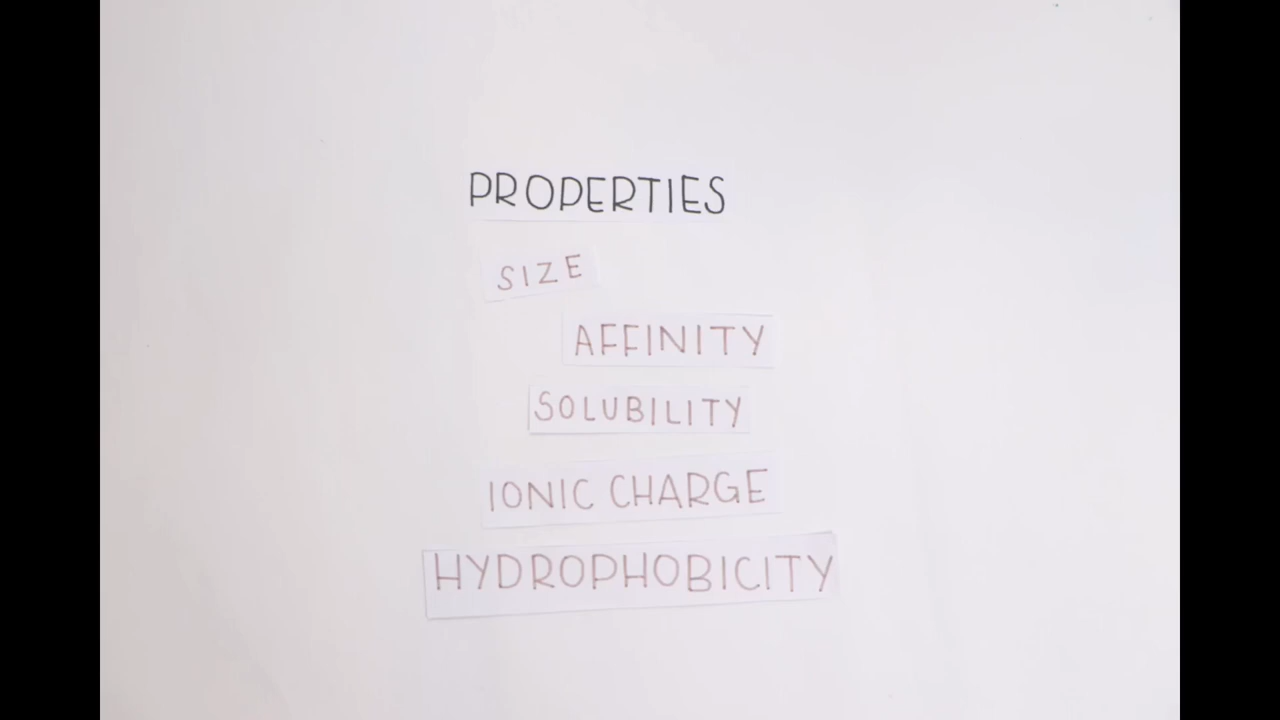 PROPERTIES
SIZE
AFFINITY
SOLUBILITY
IONIC CHARGE
HYDROPHOBICITY